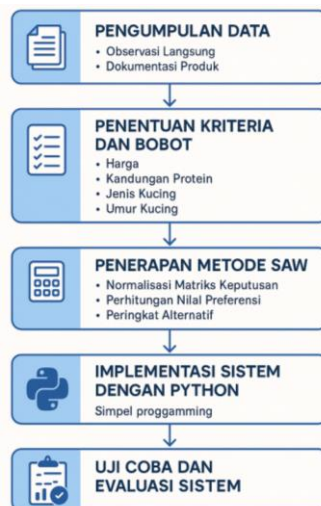 PENGUMPULAN DATA
• Observasi Langsung
• Dokumentasi Produk
PENENTUAN KRITERIA
DAN BOBOT
• Harga
• Kandungan Protein
• Jenis Kucing
• Umur Kucing
PENERAPAN METODE SAW
• Normalisasi Matriks Keputusan
• Perhitungan Nilal Preferensi
• Peringkat Alternatif
IMPLEMENTASI SISTEM
DENGAN PYTHON
Simpel proggamming
UJI COBA DAN
EVALUASI SISTEM